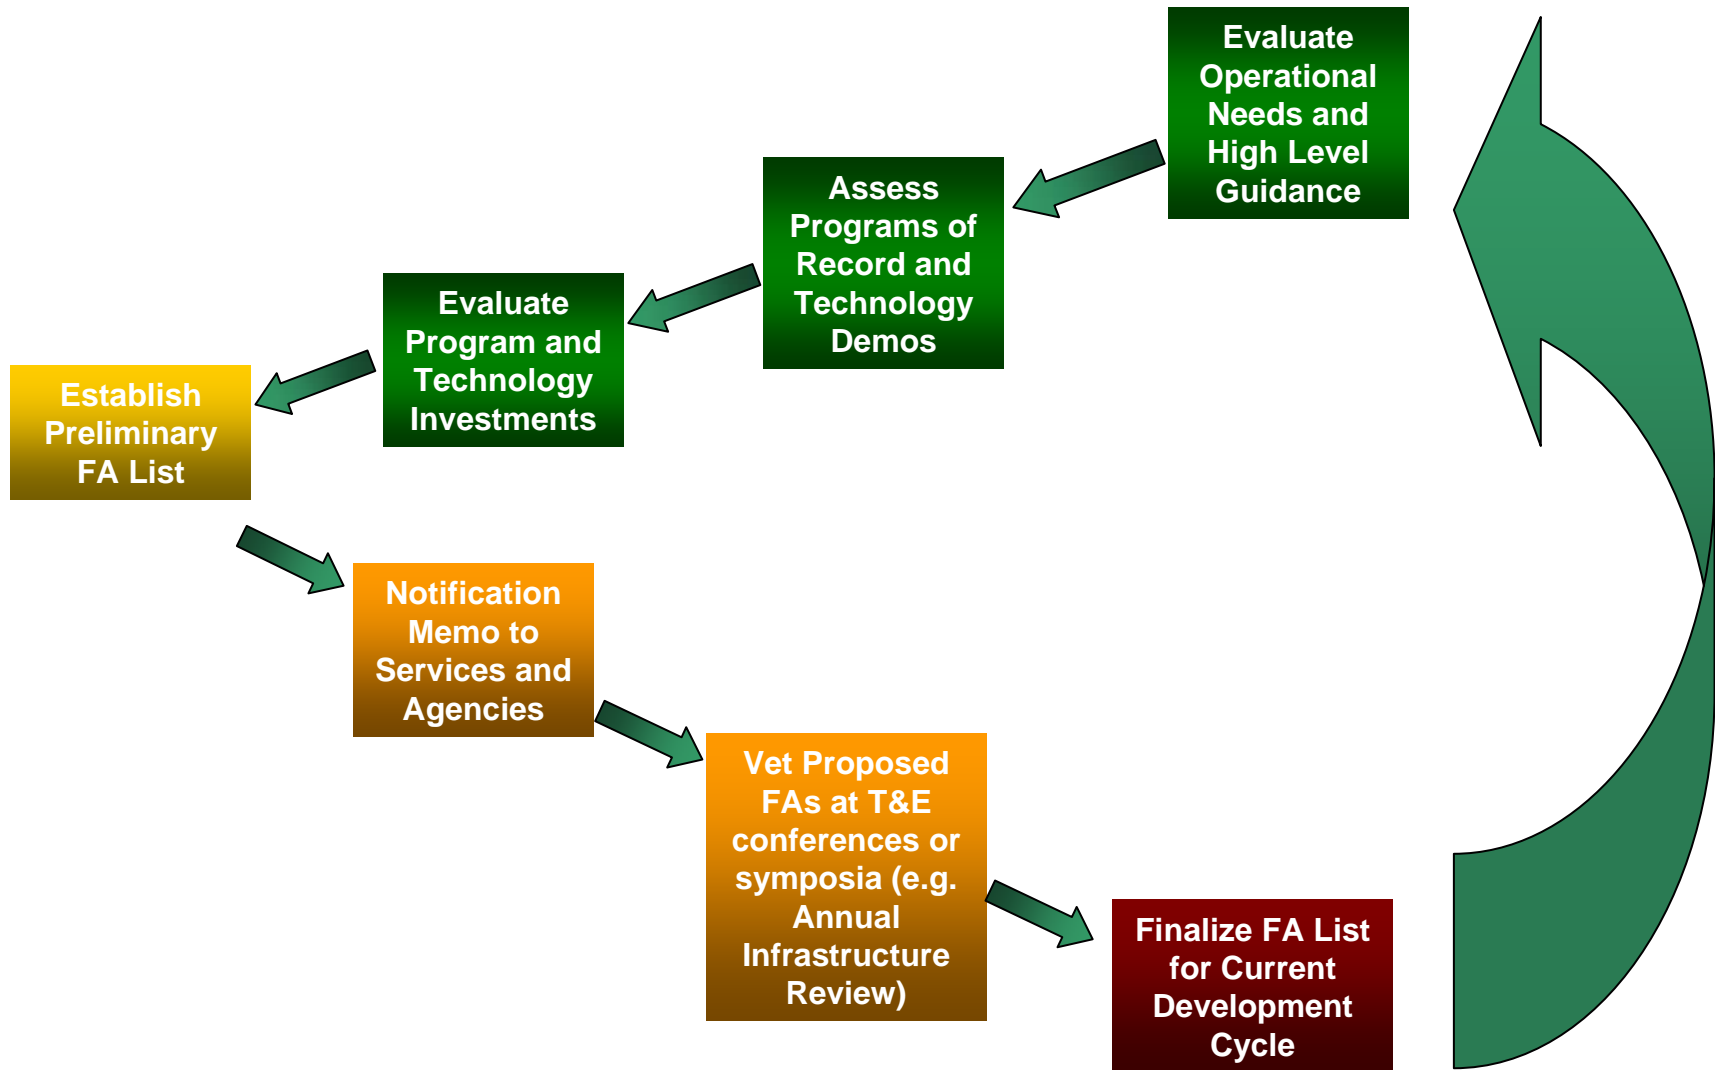 Evaluate
Operational
Needs and
High Level
Guidance
Assess
Programs of
Record and
Technology
Demos
Evaluate
Program and
Technology
Investments
Establish
Preliminary
FA List
Notification
Memo to
Services and
Agencies
Vet Proposed
FAs at T&E
conferences or
symposia (e.g.
Annual
Infrastructure
Review)
Finalize FA List
for Current
Development
Cycle